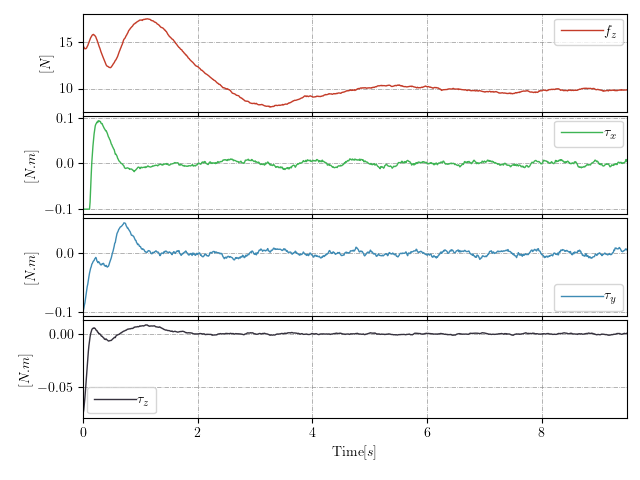 15
10
[N]
f_z
0.1
0.0
−0.1
[N.m]
τ_x
0.0
−0.1
[N.m]
τ_y
0.00
−0.05
[N.m]
τ_z
0 2 4 6 8
Time[s]